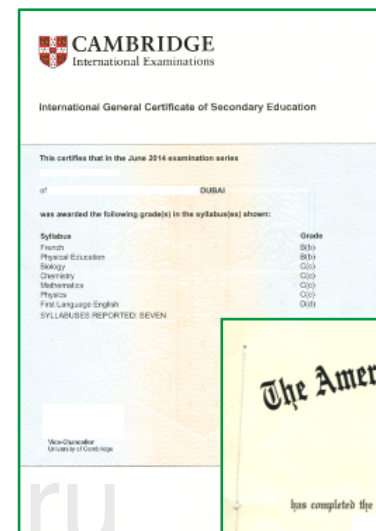 CAMBRIDGE
International Examinations
International General Certificate of Secondary Education
This certifies that in the June 2014 examination series
of DUBAI
was awarded the following grade(s) in the syllabus(es) shown:
Syllabus Grade
French B(b)
Physical Education B(b)
Biology C(c)
Chemistry C(c)
Mathematics C(c)
Physics C(c)
First Language English D(d)
SYLLABUSES REPORTED: SEVEN
Vice-Chancellor
University of Cambridge
The Amer
has completed the
ru